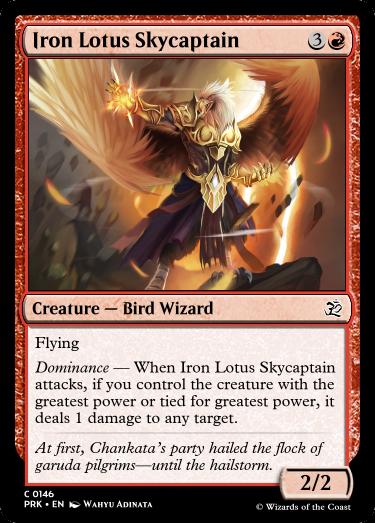 Iron Lotus Skycaptain 3
Creature — Bird Wizard
Flying
Dominance — When Iron Lotus Skycaptain
attacks, if you control the creature with the
greatest power or tied for greatest power, it
deals 1 damage to any target.
At first, Chankata's party hailed the flock of
garuda pilgrims—until the hailstorm.
2/2
C 0146
PRK • EN Wahyu Adinata
© Wizards of the Coast